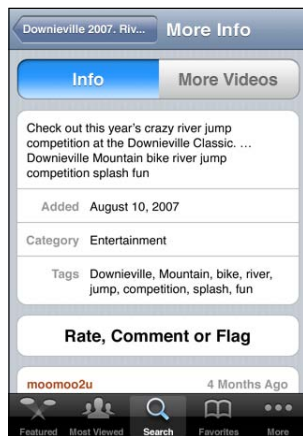 Downieville 2007. Riv... More Info
Info More Videos
Check out this year's crazy river jump
competition at the Downieville Classic. ...
Downieville Mountain bike river jump
competition splash fun
Added August 10, 2007
Category Entertainment
Tags Downieville, Mountain, bike, river,
jump, competition, splash, fun
Rate, Comment or Flag
moomoo2u 4 Months Ago
Featured Most Viewed Search Favorites More